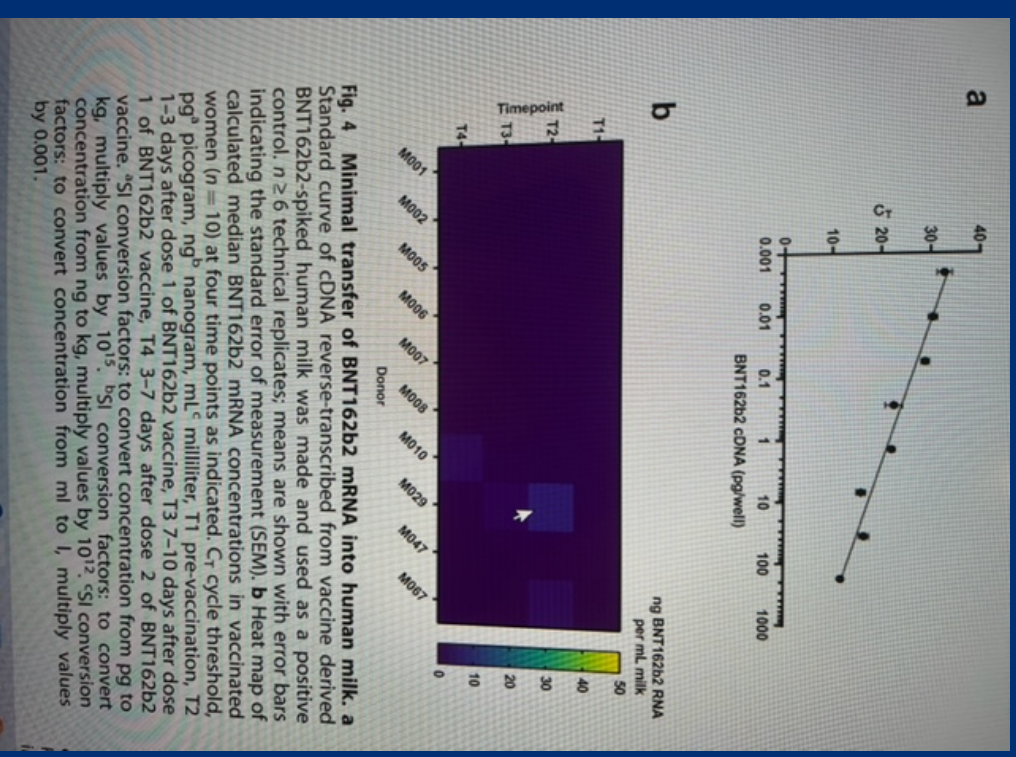 a
40
30
20
10
0
C_T
0.001 0.01 0.1 1 10 100 1000
BNT162b2 cDNA (pg/well)
b
ng BNT162b2 RNA
per mL milk
Timepoint
T1
T2
T3
T4
M001 M002 M005 M006 M007 M008 M010 M029 M047 M067
Donor
50
40
30
20
10
0
Fig. 4 Minimal transfer of BNT162b2 mRNA into human milk. a
Standard curve of cDNA reverse-transcribed from vaccine derived
BNT162b2-spiked human milk was made and used as a positive
control. n ≥ 6 technical replicates; means are shown with error bars
indicating the standard error of measurement (SEM). b Heat map of
calculated median BNT162b2 mRNA concentrations in vaccinated
women (n = 10) at four time points as indicated. C_T cycle threshold,
pg^a picogram, ng^b nanogram, mL^c milliliter, T1 pre-vaccination, T2
1–3 days after dose 1 of BNT162b2 vaccine, T3 7–10 days after dose
1 of BNT162b2 vaccine, T4 3–7 days after dose 2 of BNT162b2
vaccine. ^aSI conversion factors: to convert concentration from pg to
kg, multiply values by 10^15. ^bSI conversion factors: to convert
concentration from ng to kg, multiply values by 10^12. ^cSI conversion
factors: to convert concentration from ml to l, multiply values
by 0.001.